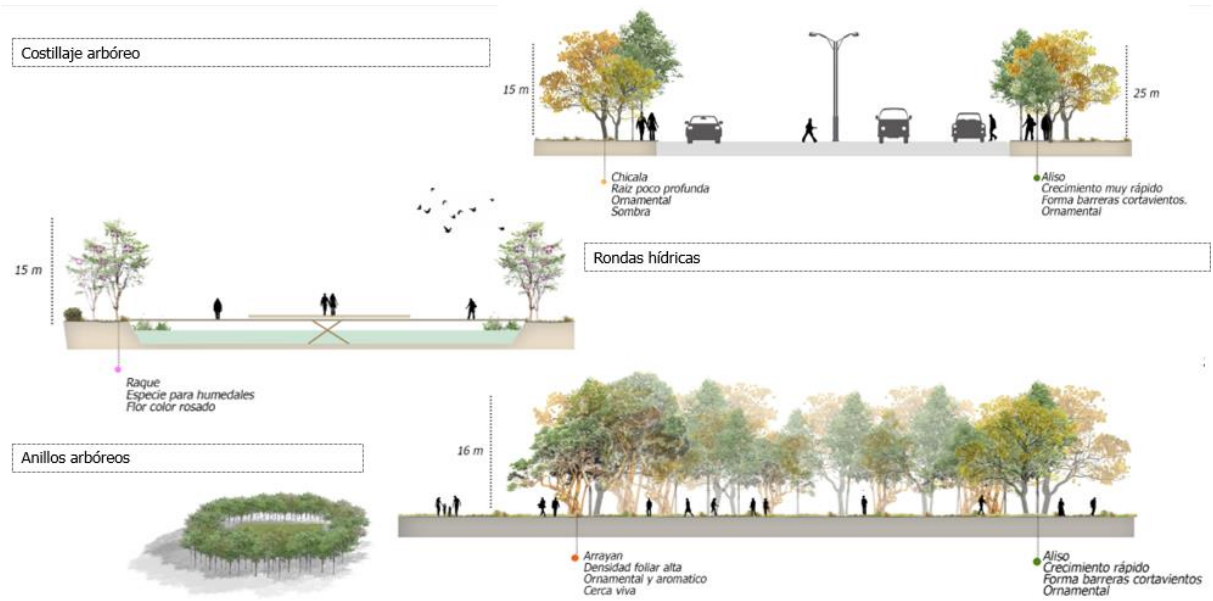 Costillaje arbóreo
15 m
25 m
Chicala
Raiz poco profunda
Ornamental
Sombra
Aliso
Crecimiento muy rápido
Forma barreras cortavientos.
Ornamental
Rondas hídricas
15 m
Raque
Especie para humedales
Flor color rosado
Anillos arbóreos
16 m
Arrayan
Densidad foliar alta
Ornamental y aromatico
Cerca viva
Aliso
Crecimiento rápido
Forma barreras cortavientos
Ornamental